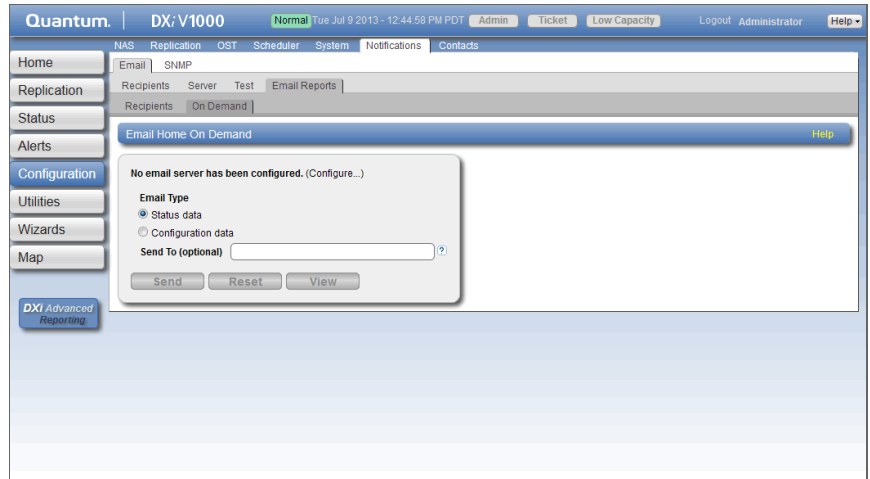 Quantum. DXi V1000 Normal Tue Jul 9 2013 - 12:44:58 PM PDT Admin Ticket Low Capacity Logout Administrator Help
NAS Replication OST Scheduler System Notifications Contacts
Home
Email SNMP
Replication
Recipients Server Test Email Reports
Recipients On Demand
Status
Alerts
Email Home On Demand Help
Configuration
No email server has been configured. (Configure...)
Utilities
Email Type
Status data
Wizards
Configuration data
Map
Send To (optional) ?
Send Reset View
DXi Advanced
Reporting